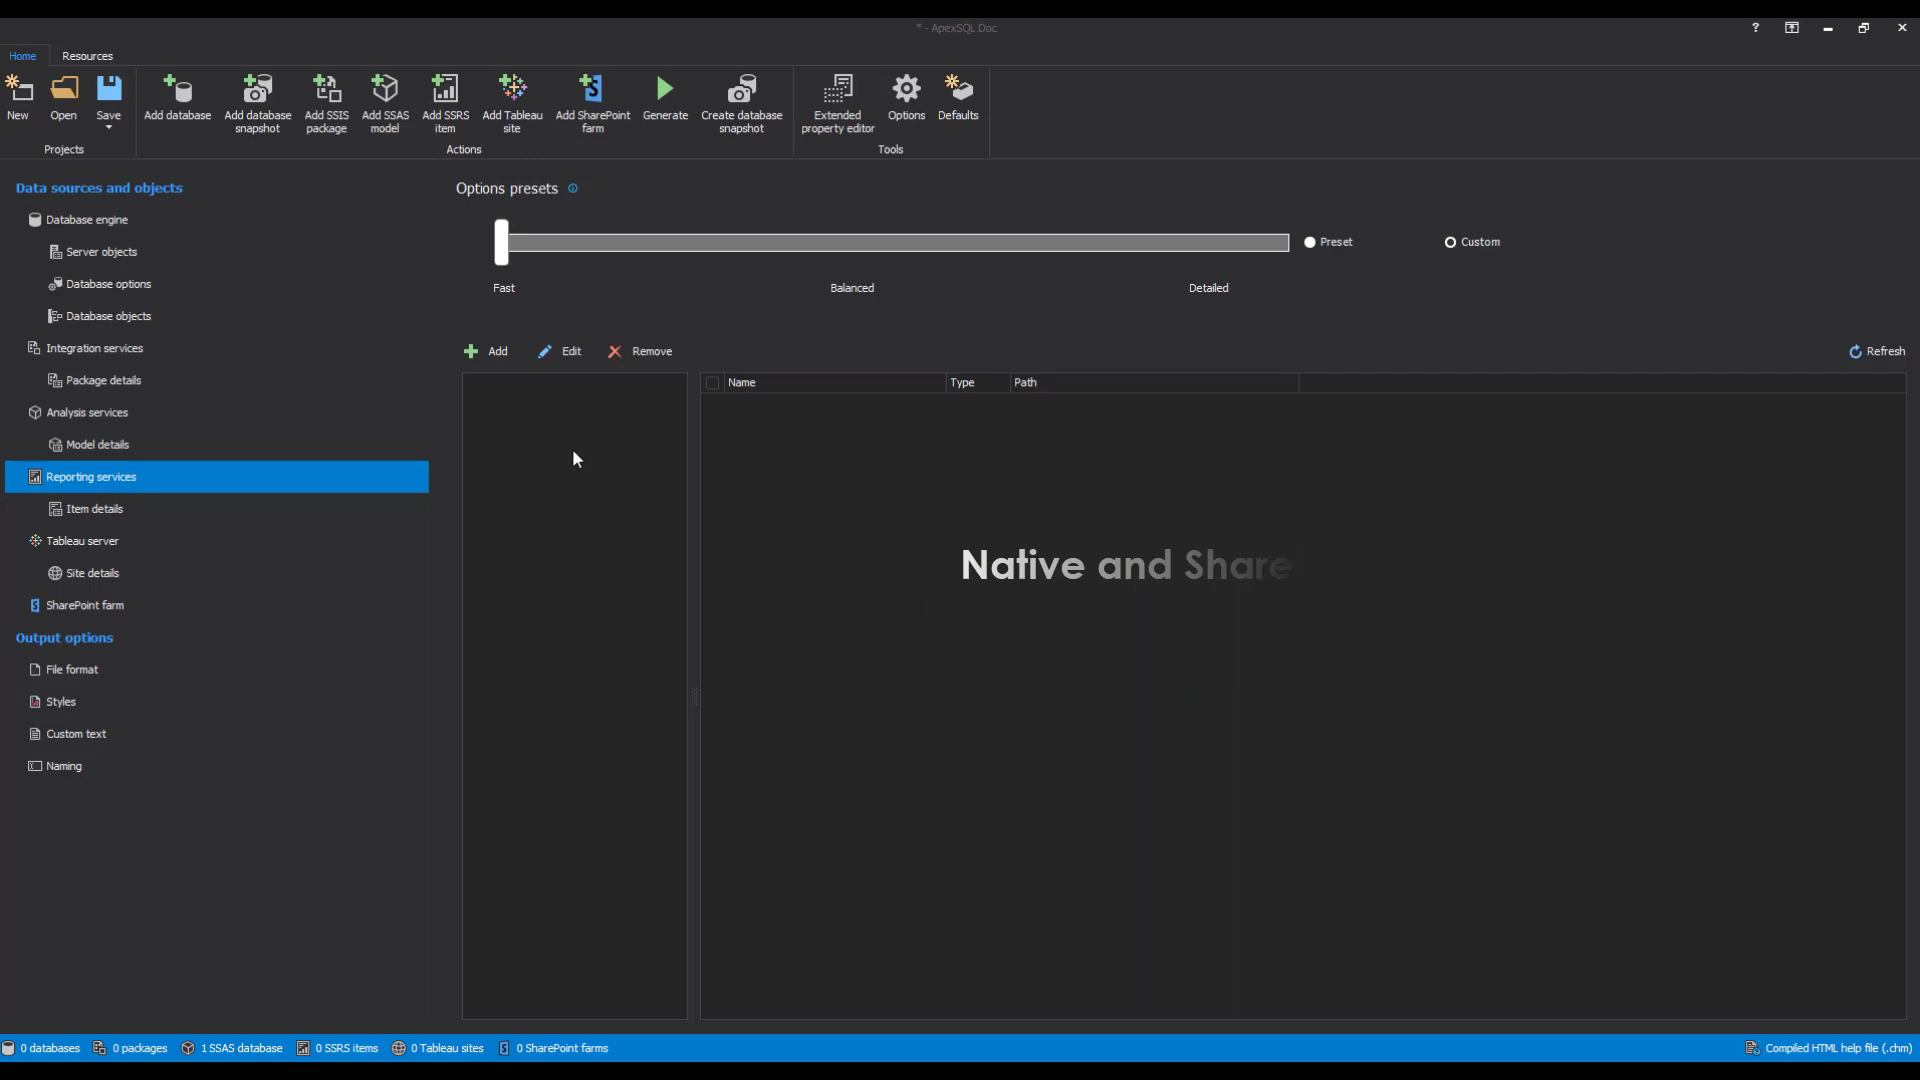 * - ApexSQL Doc
?
Home Resources
New Open Save
Add database
Add database snapshot
Add SSIS package
Add SSAS model
Add SSRS item
Add Tableau site
Add SharePoint farm
Generate
Create database snapshot
Extended property editor
Options
Defaults
Projects Actions Tools
Data sources and objects
Database engine
Server objects
Database options
Database objects
Integration services
Package details
Analysis services
Model details
Reporting services
Item details
Tableau server
Site details
SharePoint farm
Output options
File format
Styles
Custom text
Naming
Options presets
Preset Custom
Fast Balanced Detailed
Add Edit Remove Refresh
Name Type Path
Native and Share
0 databases 0 packages 1 SSAS database 0 SSRS items 0 Tableau sites 0 SharePoint farms Compiled HTML help file (.chm)